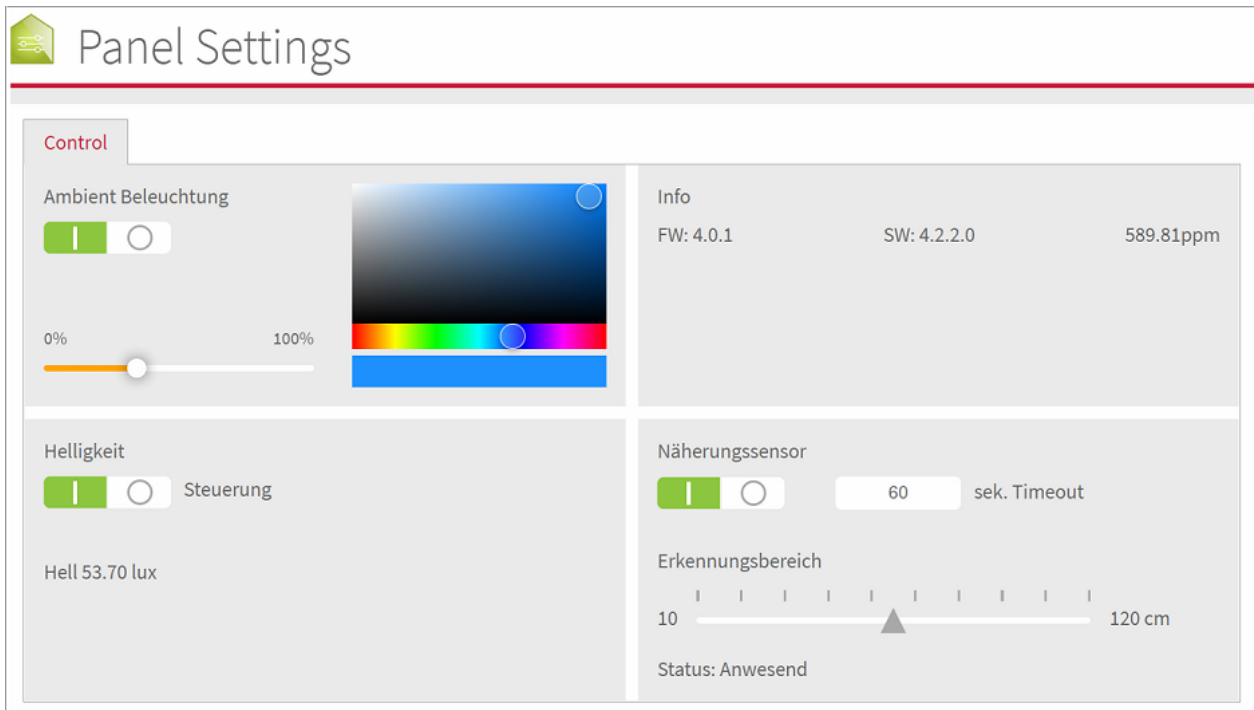 Panel Settings
Control
Ambient Beleuchtung
0% 100%
Info
FW: 4.0.1 SW: 4.2.2.0 589.81ppm
Helligkeit
Steuerung
Hell 53.70 lux
Näherungssensor
60 sek. Timeout
Erkennungsbereich
10 120 cm
Status: Anwesend